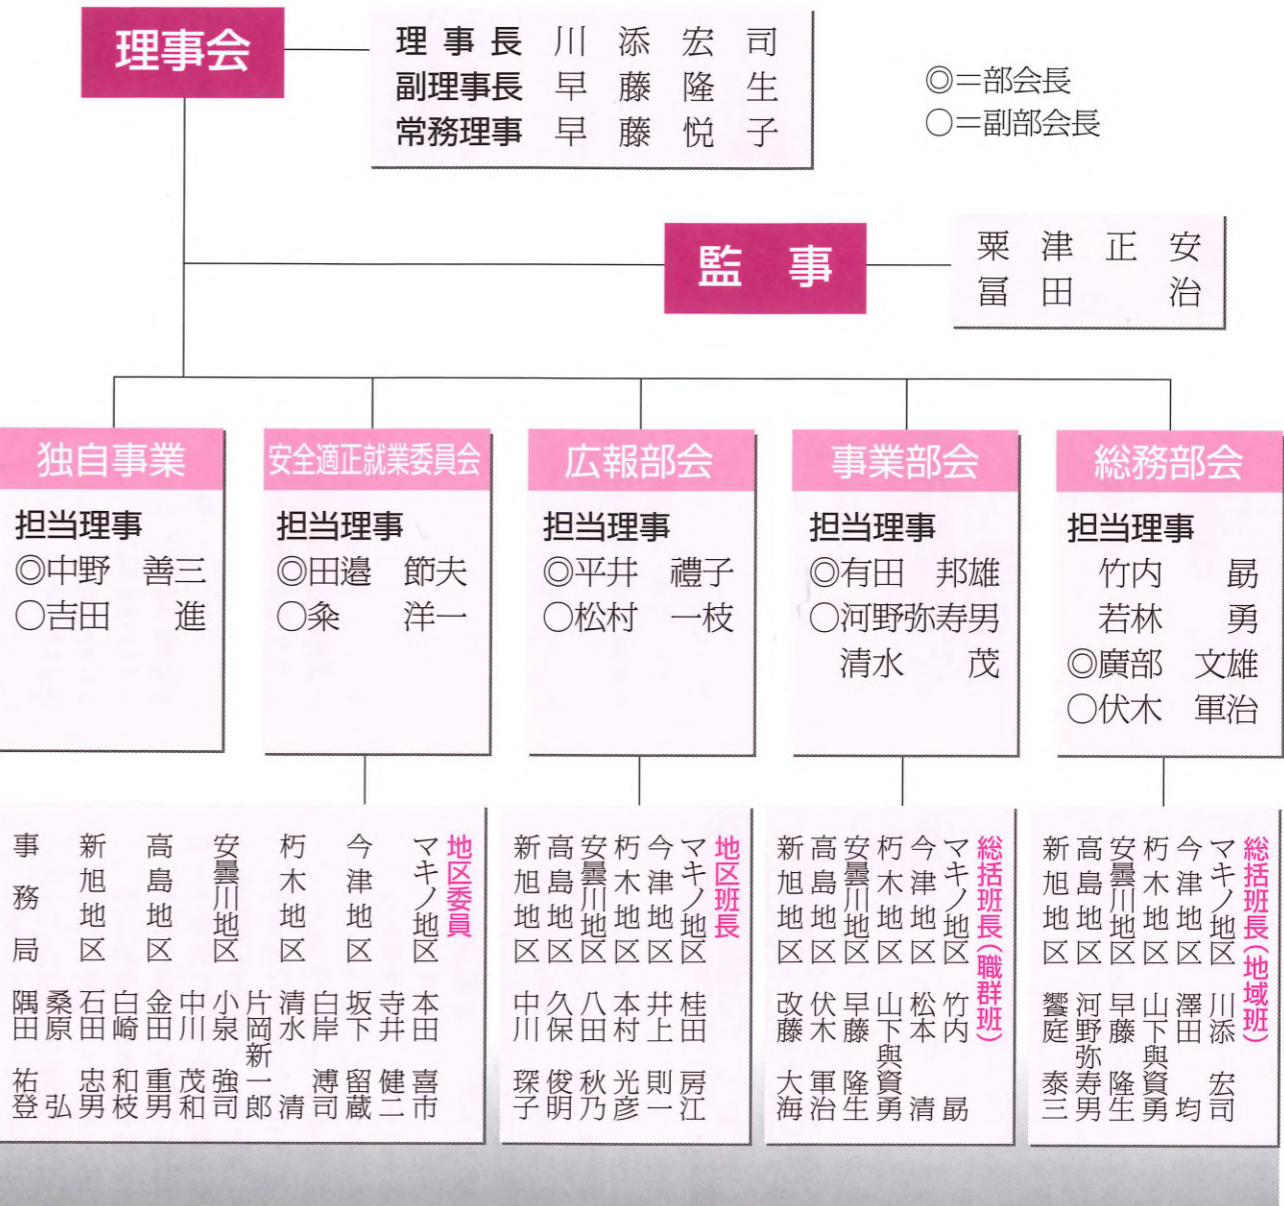 理事会
理事長 川添宏司
副理事長 早藤隆生
常務理事 早藤悦子
◎＝部会長
○＝副部会長
監事
粟津正安
冨田治
独自事業
担当理事
◎中野 善三
○吉田 進
安全適正就業委員会
担当理事
◎田邉 節夫
○粂 洋一
広報部会
担当理事
◎平井 禮子
○松村 一枝
事業部会
担当理事
◎有田 邦雄
○河野弥寿男
清水 茂
総務部会
担当理事
竹内 勗
若林 勇
◎廣部 文雄
○伏木 軍治
総括班長（地域班）
マキノ地区 川添 宏司
今津地区 澤田 均
朽木地区 山下與資勇
安曇川地区 早藤 隆生
高島地区 河野弥寿男
新旭地区 饗庭 泰三
総括班長（職群班）
マキノ地区 竹内 勗
今津地区 松本 清
朽木地区 山下與資勇
安曇川地区 早藤 隆生
高島地区 伏木 軍治
新旭地区 改藤 大海
地区班長
マキノ地区 桂田 房江
今津地区 井上 則一
朽木地区 本村 光彦
安曇川地区 八田 秋乃
高島地区 久保 俊明
新旭地区 中川 琛子
地区委員
マキノ地区 本田 喜市
寺井 健二
今津地区 坂下 留蔵
白岸 溥司
朽木地区 清水 清
片岡新一郎
安曇川地区 小泉 強司
中川 茂和
高島地区 金田 重男
白崎 和枝
新旭地区 石田 忠男
桑原 弘
事務局 隅田 祐登